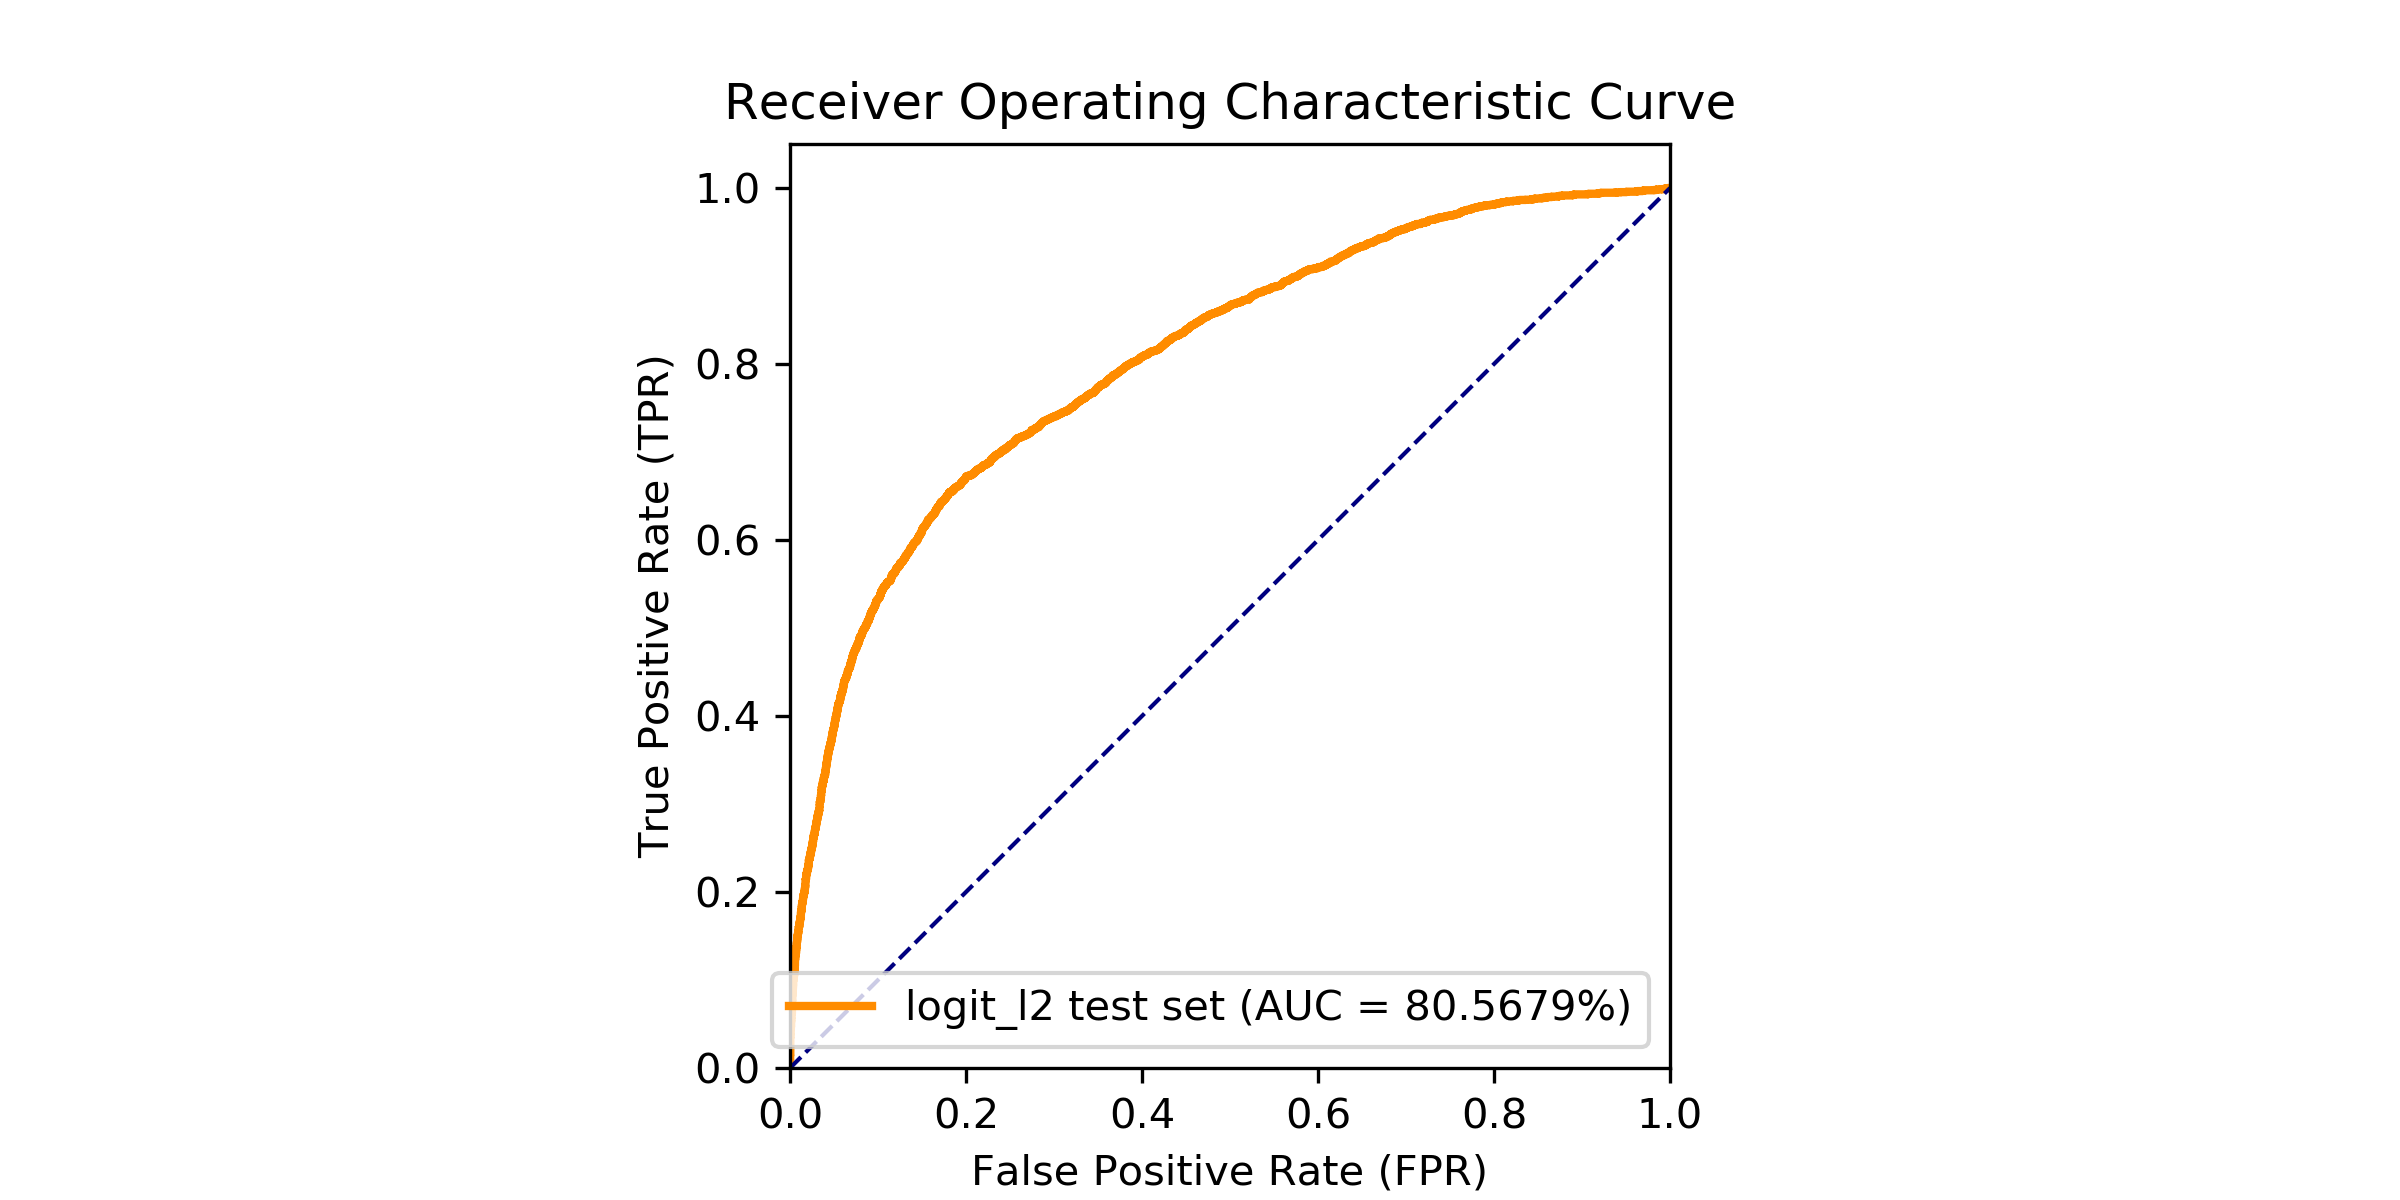 Receiver Operating Characteristic Curve
True Positive Rate (TPR)
1.0
0.8
0.6
0.4
0.2
0.0
logit_l2 test set (AUC = 80.5679%)
0.0 0.2 0.4 0.6 0.8 1.0
False Positive Rate (FPR)